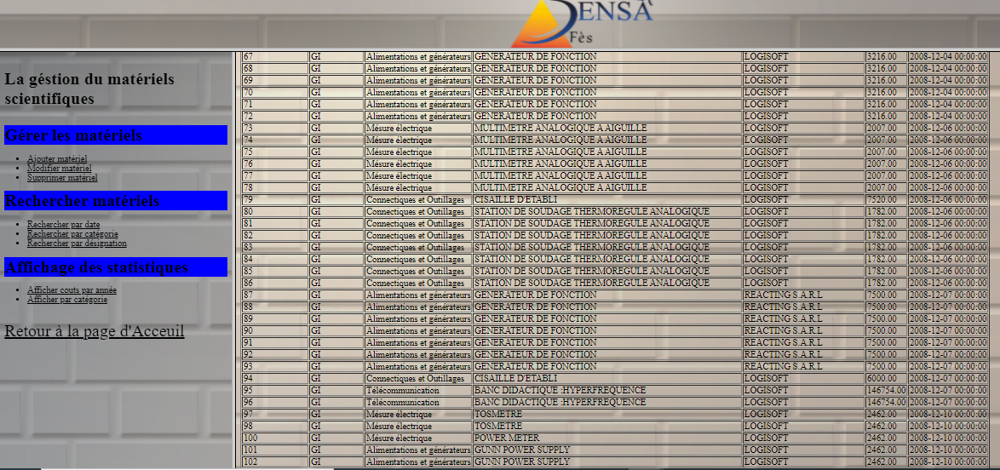 ENSA
Fès
La géstion du matériels
scientifiques
Gérer les matériels
Ajouter matériel
Modifier matériel
Supprimer matériel
Rechercher matériels
Rechercher par date
Rechercher par catégorie
Rechercher par désignation
Affichage des statistiques
Afficher couts par année
Afficher par catégorie
Retour à la page d'Acceuil
67 GI Alimentations et générateurs GENERATEUR DE FONCTION LOGISOFT 3216.00 2008-12-04 00:00:00
68 GI Alimentations et générateurs GENERATEUR DE FONCTION LOGISOFT 3216.00 2008-12-04 00:00:00
69 GI Alimentations et générateurs GENERATEUR DE FONCTION LOGISOFT 3216.00 2008-12-04 00:00:00
70 GI Alimentations et générateurs GENERATEUR DE FONCTION LOGISOFT 3216.00 2008-12-04 00:00:00
71 GI Alimentations et générateurs GENERATEUR DE FONCTION LOGISOFT 3216.00 2008-12-04 00:00:00
72 GI Alimentations et générateurs GENERATEUR DE FONCTION LOGISOFT 3216.00 2008-12-04 00:00:00
73 GI Mésure électrique MULTIMETRE ANALOGIQUE A AIGUILLE LOGISOFT 2007.00 2008-12-06 00:00:00
74 GI Mésure électrique MULTIMETRE ANALOGIQUE A AIGUILLE LOGISOFT 2007.00 2008-12-06 00:00:00
75 GI Mésure électrique MULTIMETRE ANALOGIQUE A AIGUILLE LOGISOFT 2007.00 2008-12-06 00:00:00
76 GI Mésure électrique MULTIMETRE ANALOGIQUE A AIGUILLE LOGISOFT 2007.00 2008-12-06 00:00:00
77 GI Mésure électrique MULTIMETRE ANALOGIQUE A AIGUILLE LOGISOFT 2007.00 2008-12-06 00:00:00
78 GI Mésure électrique MULTIMETRE ANALOGIQUE A AIGUILLE LOGISOFT 2007.00 2008-12-06 00:00:00
79 GI Connectiques et Outillages CISAILLE D'ETABLI LOGISOFT 7520.00 2008-12-06 00:00:00
80 GI Connectiques et Outillages STATION DE SOUDAGE THERMOREGULE ANALOGIQUE LOGISOFT 1782.00 2008-12-06 00:00:00
81 GI Connectiques et Outillages STATION DE SOUDAGE THERMOREGULE ANALOGIQUE LOGISOFT 1782.00 2008-12-06 00:00:00
82 GI Connectiques et Outillages STATION DE SOUDAGE THERMOREGULE ANALOGIQUE LOGISOFT 1782.00 2008-12-06 00:00:00
83 GI Connectiques et Outillages STATION DE SOUDAGE THERMOREGULE ANALOGIQUE LOGISOFT 1782.00 2008-12-06 00:00:00
84 GI Connectiques et Outillages STATION DE SOUDAGE THERMOREGULE ANALOGIQUE LOGISOFT 1782.00 2008-12-06 00:00:00
85 GI Connectiques et Outillages STATION DE SOUDAGE THERMOREGULE ANALOGIQUE LOGISOFT 1782.00 2008-12-06 00:00:00
86 GI Connectiques et Outillages STATION DE SOUDAGE THERMOREGULE ANALOGIQUE LOGISOFT 1782.00 2008-12-06 00:00:00
87 GI Alimentations et générateurs GENERATEUR DE FONCTION REACTING S.A.R.L 7500.00 2008-12-07 00:00:00
88 GI Alimentations et générateurs GENERATEUR DE FONCTION REACTING S.A.R.L 7500.00 2008-12-07 00:00:00
89 GI Alimentations et générateurs GENERATEUR DE FONCTION REACTING S.A.R.L 7500.00 2008-12-07 00:00:00
90 GI Alimentations et générateurs GENERATEUR DE FONCTION REACTING S.A.R.L 7500.00 2008-12-07 00:00:00
91 GI Alimentations et générateurs GENERATEUR DE FONCTION REACTING S.A.R.L 7500.00 2008-12-07 00:00:00
92 GI Alimentations et générateurs GENERATEUR DE FONCTION REACTING S.A.R.L 7500.00 2008-12-07 00:00:00
93 GI Alimentations et générateurs GENERATEUR DE FONCTION REACTING S.A.R.L 7500.00 2008-12-07 00:00:00
94 GI Connectiques et Outillages CISAILLE D'ETABLI LOGISOFT 6000.00 2008-12-07 00:00:00
95 GI Télécommunication BANC DIDACTIQUE :HYPERFREQUENCE LOGISOFT 146754.00 2008-12-07 00:00:00
96 GI Télécommunication BANC DIDACTIQUE :HYPERFREQUENCE LOGISOFT 146754.00 2008-12-07 00:00:00
97 GI Mésure électrique TOSMETRE LOGISOFT 2462.00 2008-12-10 00:00:00
98 GI Mésure électrique TOSMETRE LOGISOFT 2462.00 2008-12-10 00:00:00
100 GI Mésure électrique POWER METER LOGISOFT 2462.00 2008-12-10 00:00:00
101 GI Alimentations et générateurs GUNN POWER SUPPLY LOGISOFT 2462.00 2008-12-10 00:00:00
102 GI Alimentations et générateurs GUNN POWER SUPPLY LOGISOFT 2462.00 2008-12-10 00:00:00